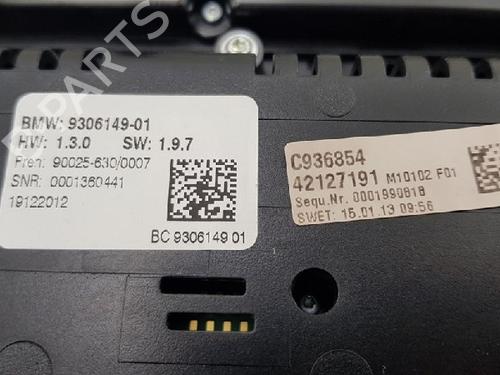 BMW: 9306149-01
HW: 1.3.0 SW: 1.9.7
Fren: 90025-630/0007
SNR: 0001360441
19122012
BC 9306149 01
C936854
42127191 M10102 F01
Sequ.Nr. 0001990818
SWET: 15.01.13 09:56